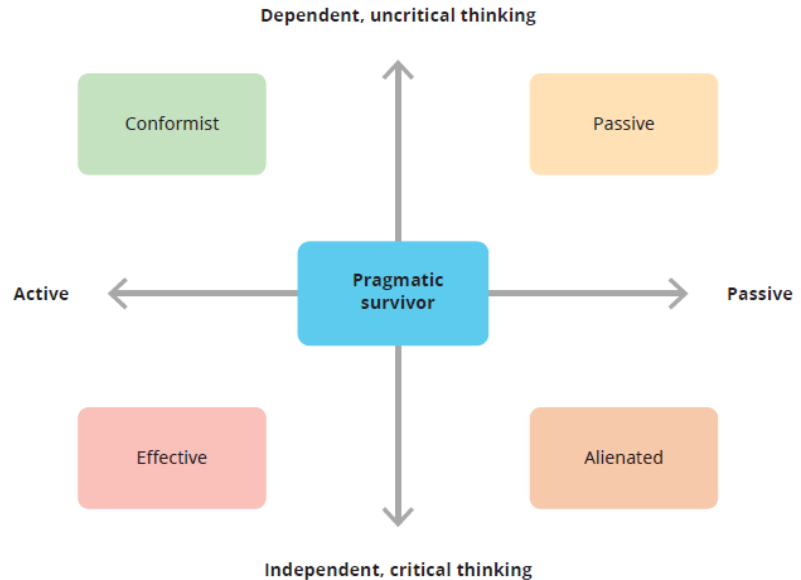 Dependent, uncritical thinking
Conformist
Passive
Pragmatic
survivor
Active
Passive
Effective
Alienated
Independent, critical thinking